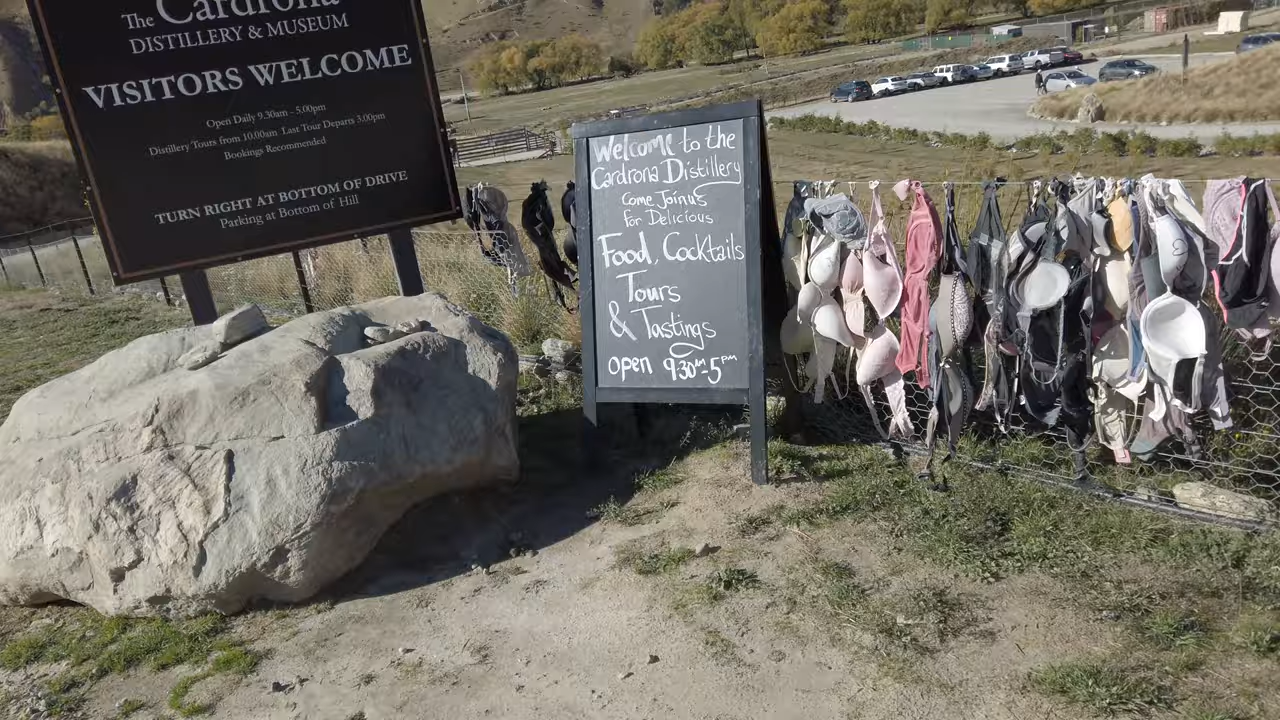 The Cardrona
DISTILLERY & MUSEUM
VISITORS WELCOME
Open Daily 9.30am - 5.00pm
Distillery Tours from 10.00am Last Tour Departs 3.00pm
Bookings Recommended
TURN RIGHT AT BOTTOM OF DRIVE
Parking at Bottom of Hill
Welcome to the
Cardrona Distillery
Come Join us
for Delicious
Food, Cocktails
Tours
& Tastings
open 9.30AM-5PM